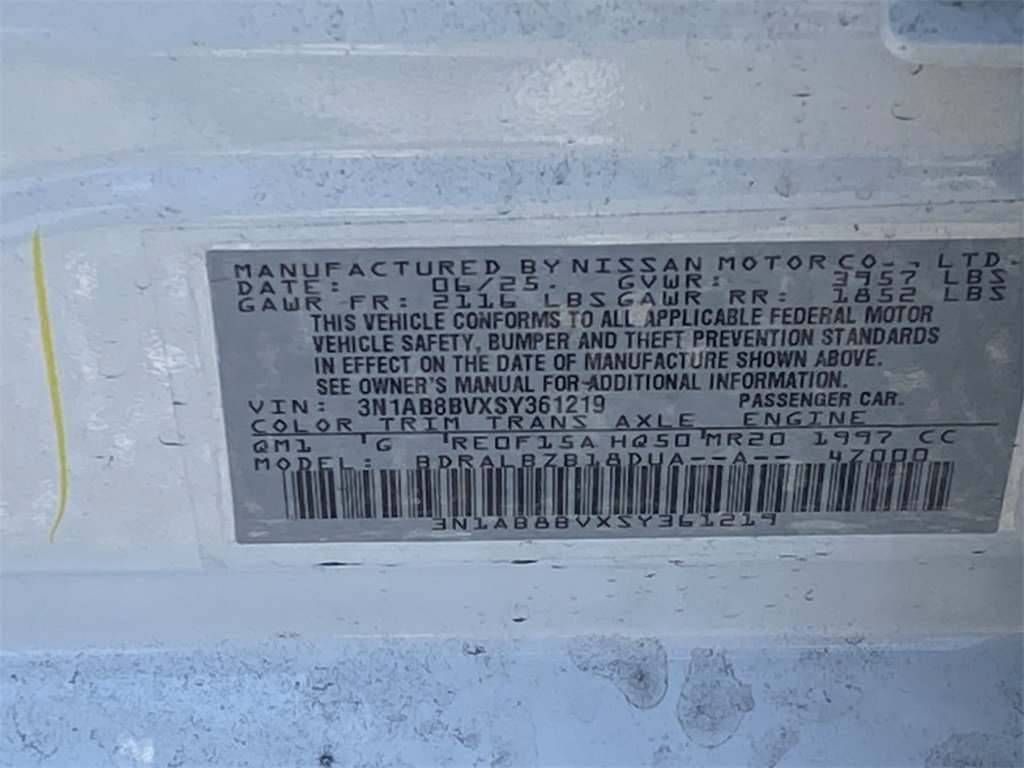 MANUFACTURED BY NISSAN MOTOR CO., LTD.
DATE: 06/25. GVWR: 3957 LBS
GAWR FR: 2116 LBS GAWR RR: 1852 LBS
THIS VEHICLE CONFORMS TO ALL APPLICABLE FEDERAL MOTOR
VEHICLE SAFETY, BUMPER AND THEFT PREVENTION STANDARDS
IN EFFECT ON THE DATE OF MANUFACTURE SHOWN ABOVE.
SEE OWNER'S MANUAL FOR ADDITIONAL INFORMATION.
VIN: 3N1AB8BVXSY361219 PASSENGER CAR.
COLOR TRIM TRANS AXLE ENGINE
QM1 G RE0F15A HQ50 MR20 1997 CC
MODEL: BDRALBZB18DUA--A-- 47000
3N1AB8BVXSY361219